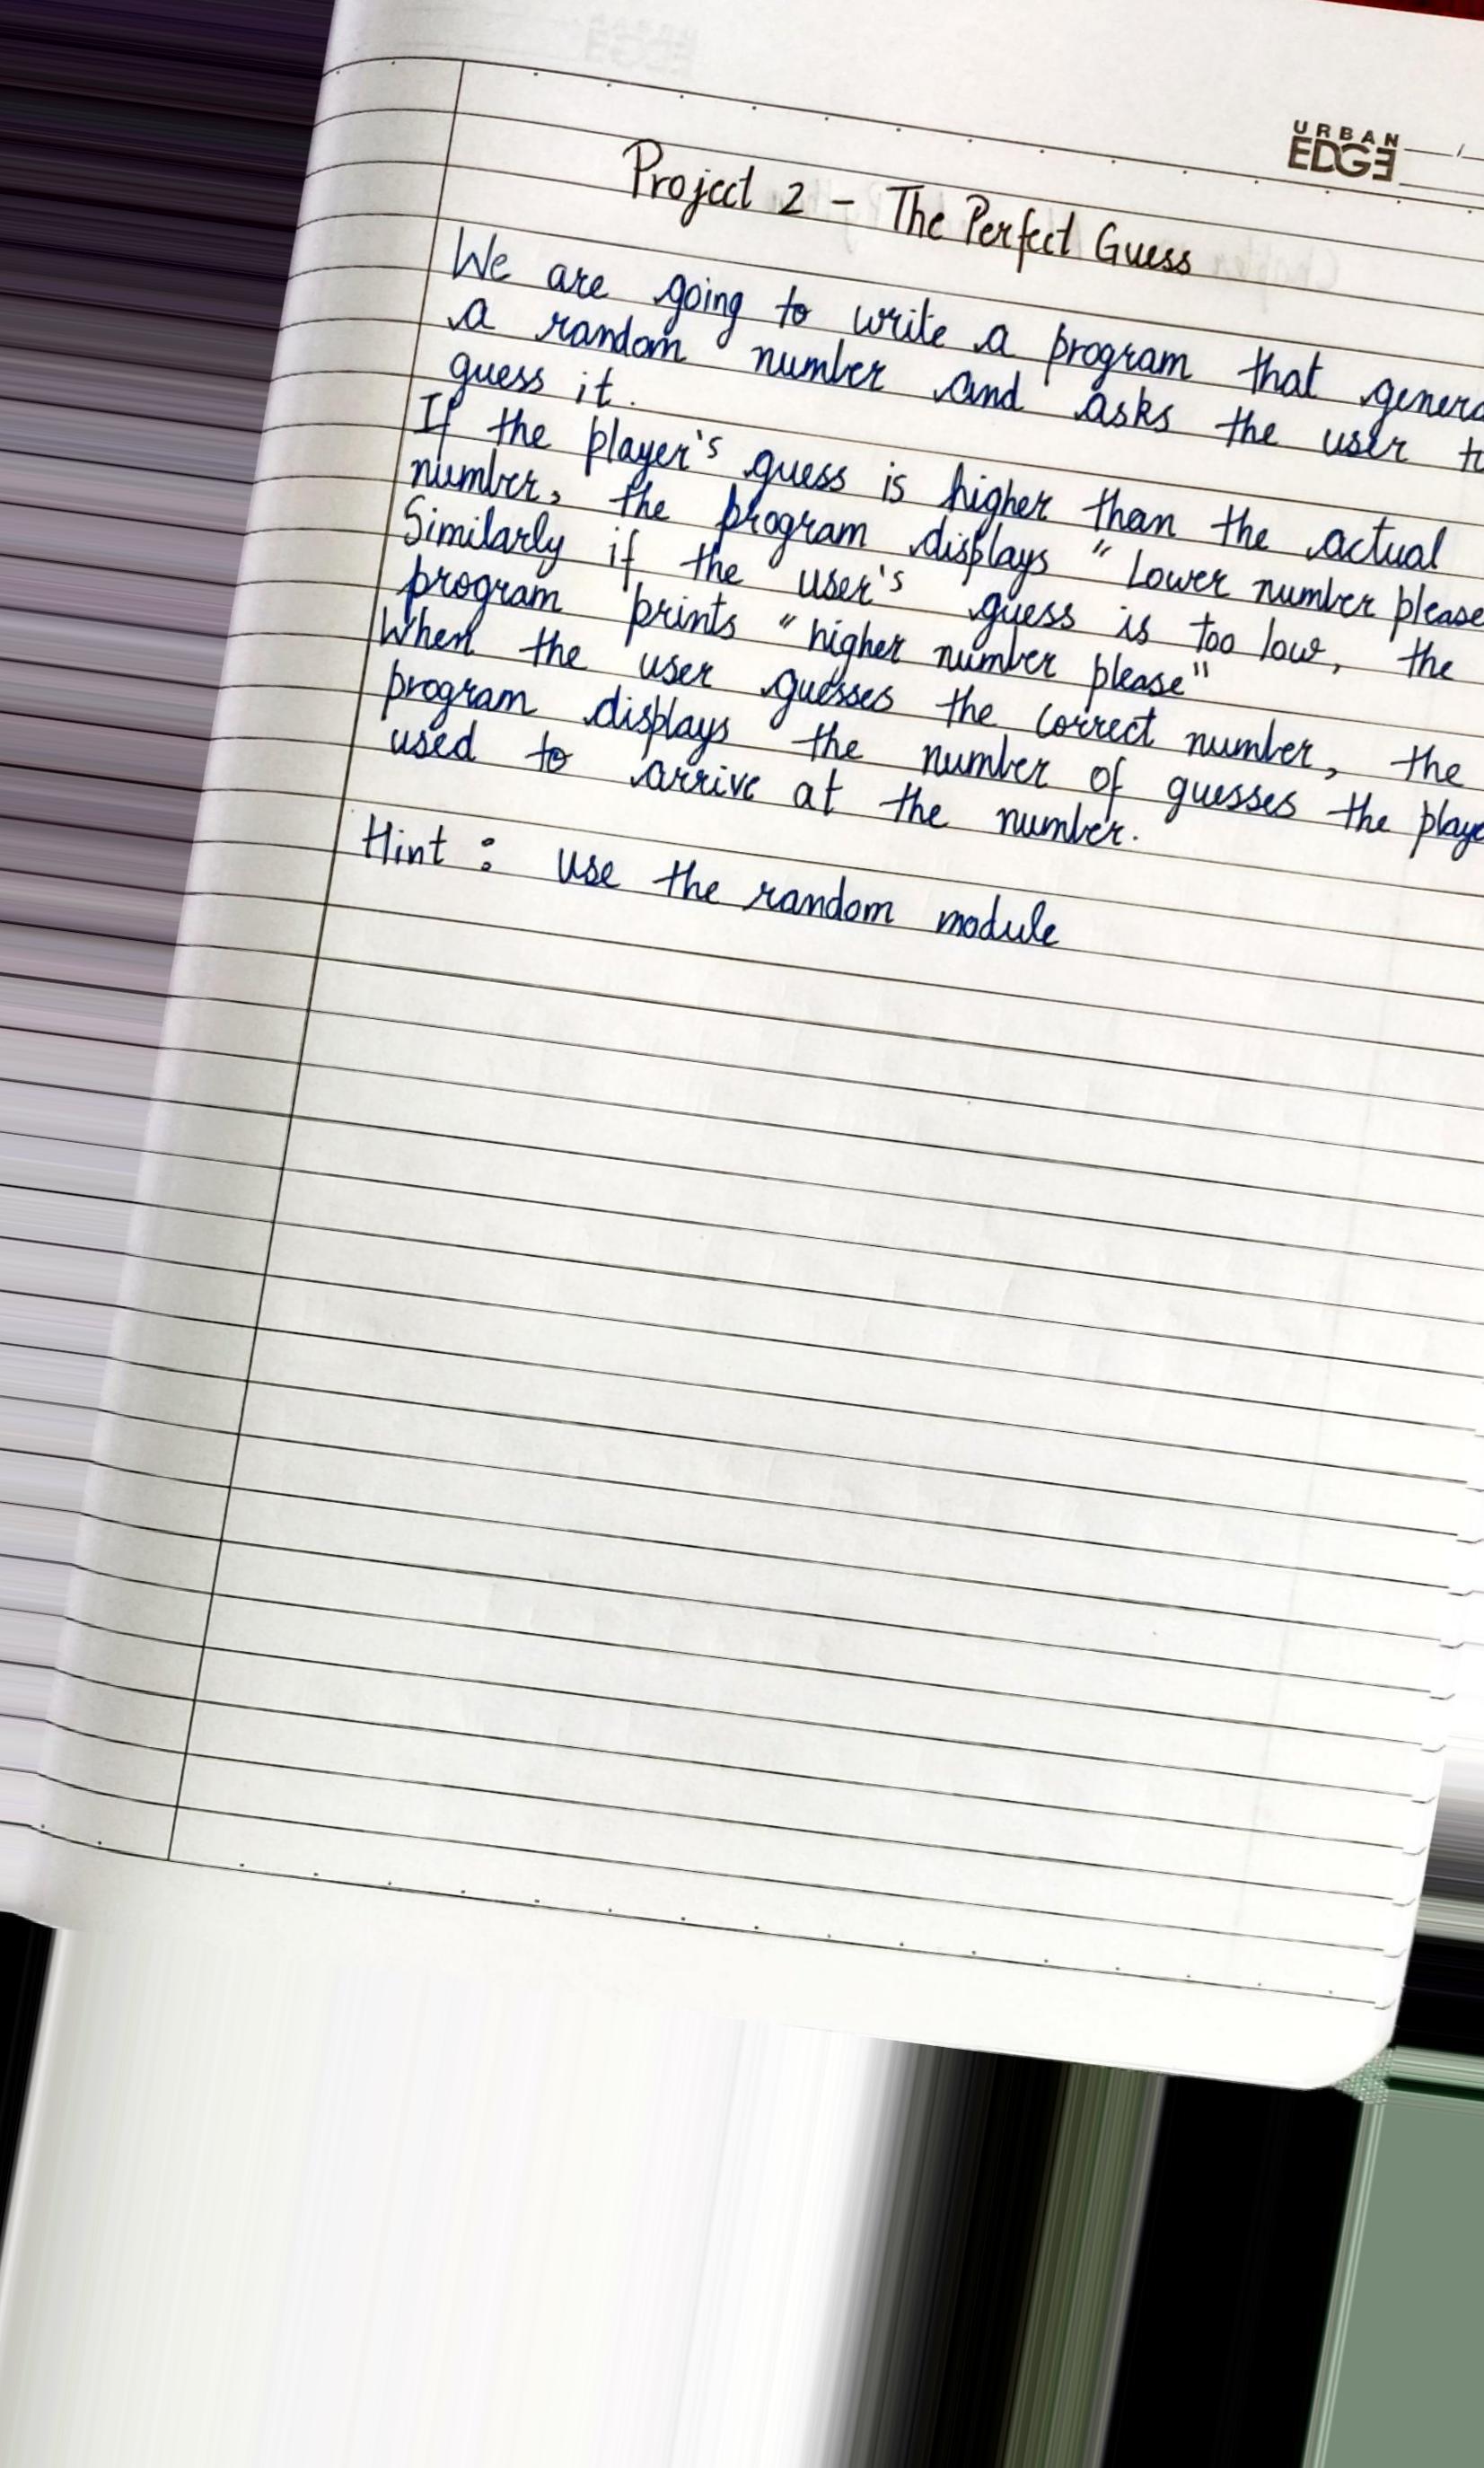 URBAN
EDGE
Project 2 - The Perfect Guess
We are going to write a program that genera
a random number and asks the user to
guess it.
If the player's guess is higher than the actual
number, the program displays "Lower number please
Similarly if the user's guess is too low, the
program prints "higher number please"
When the user guesses the correct number, the
program displays the number of guesses the playe
used to arrive at the number.
Hint : use the random module